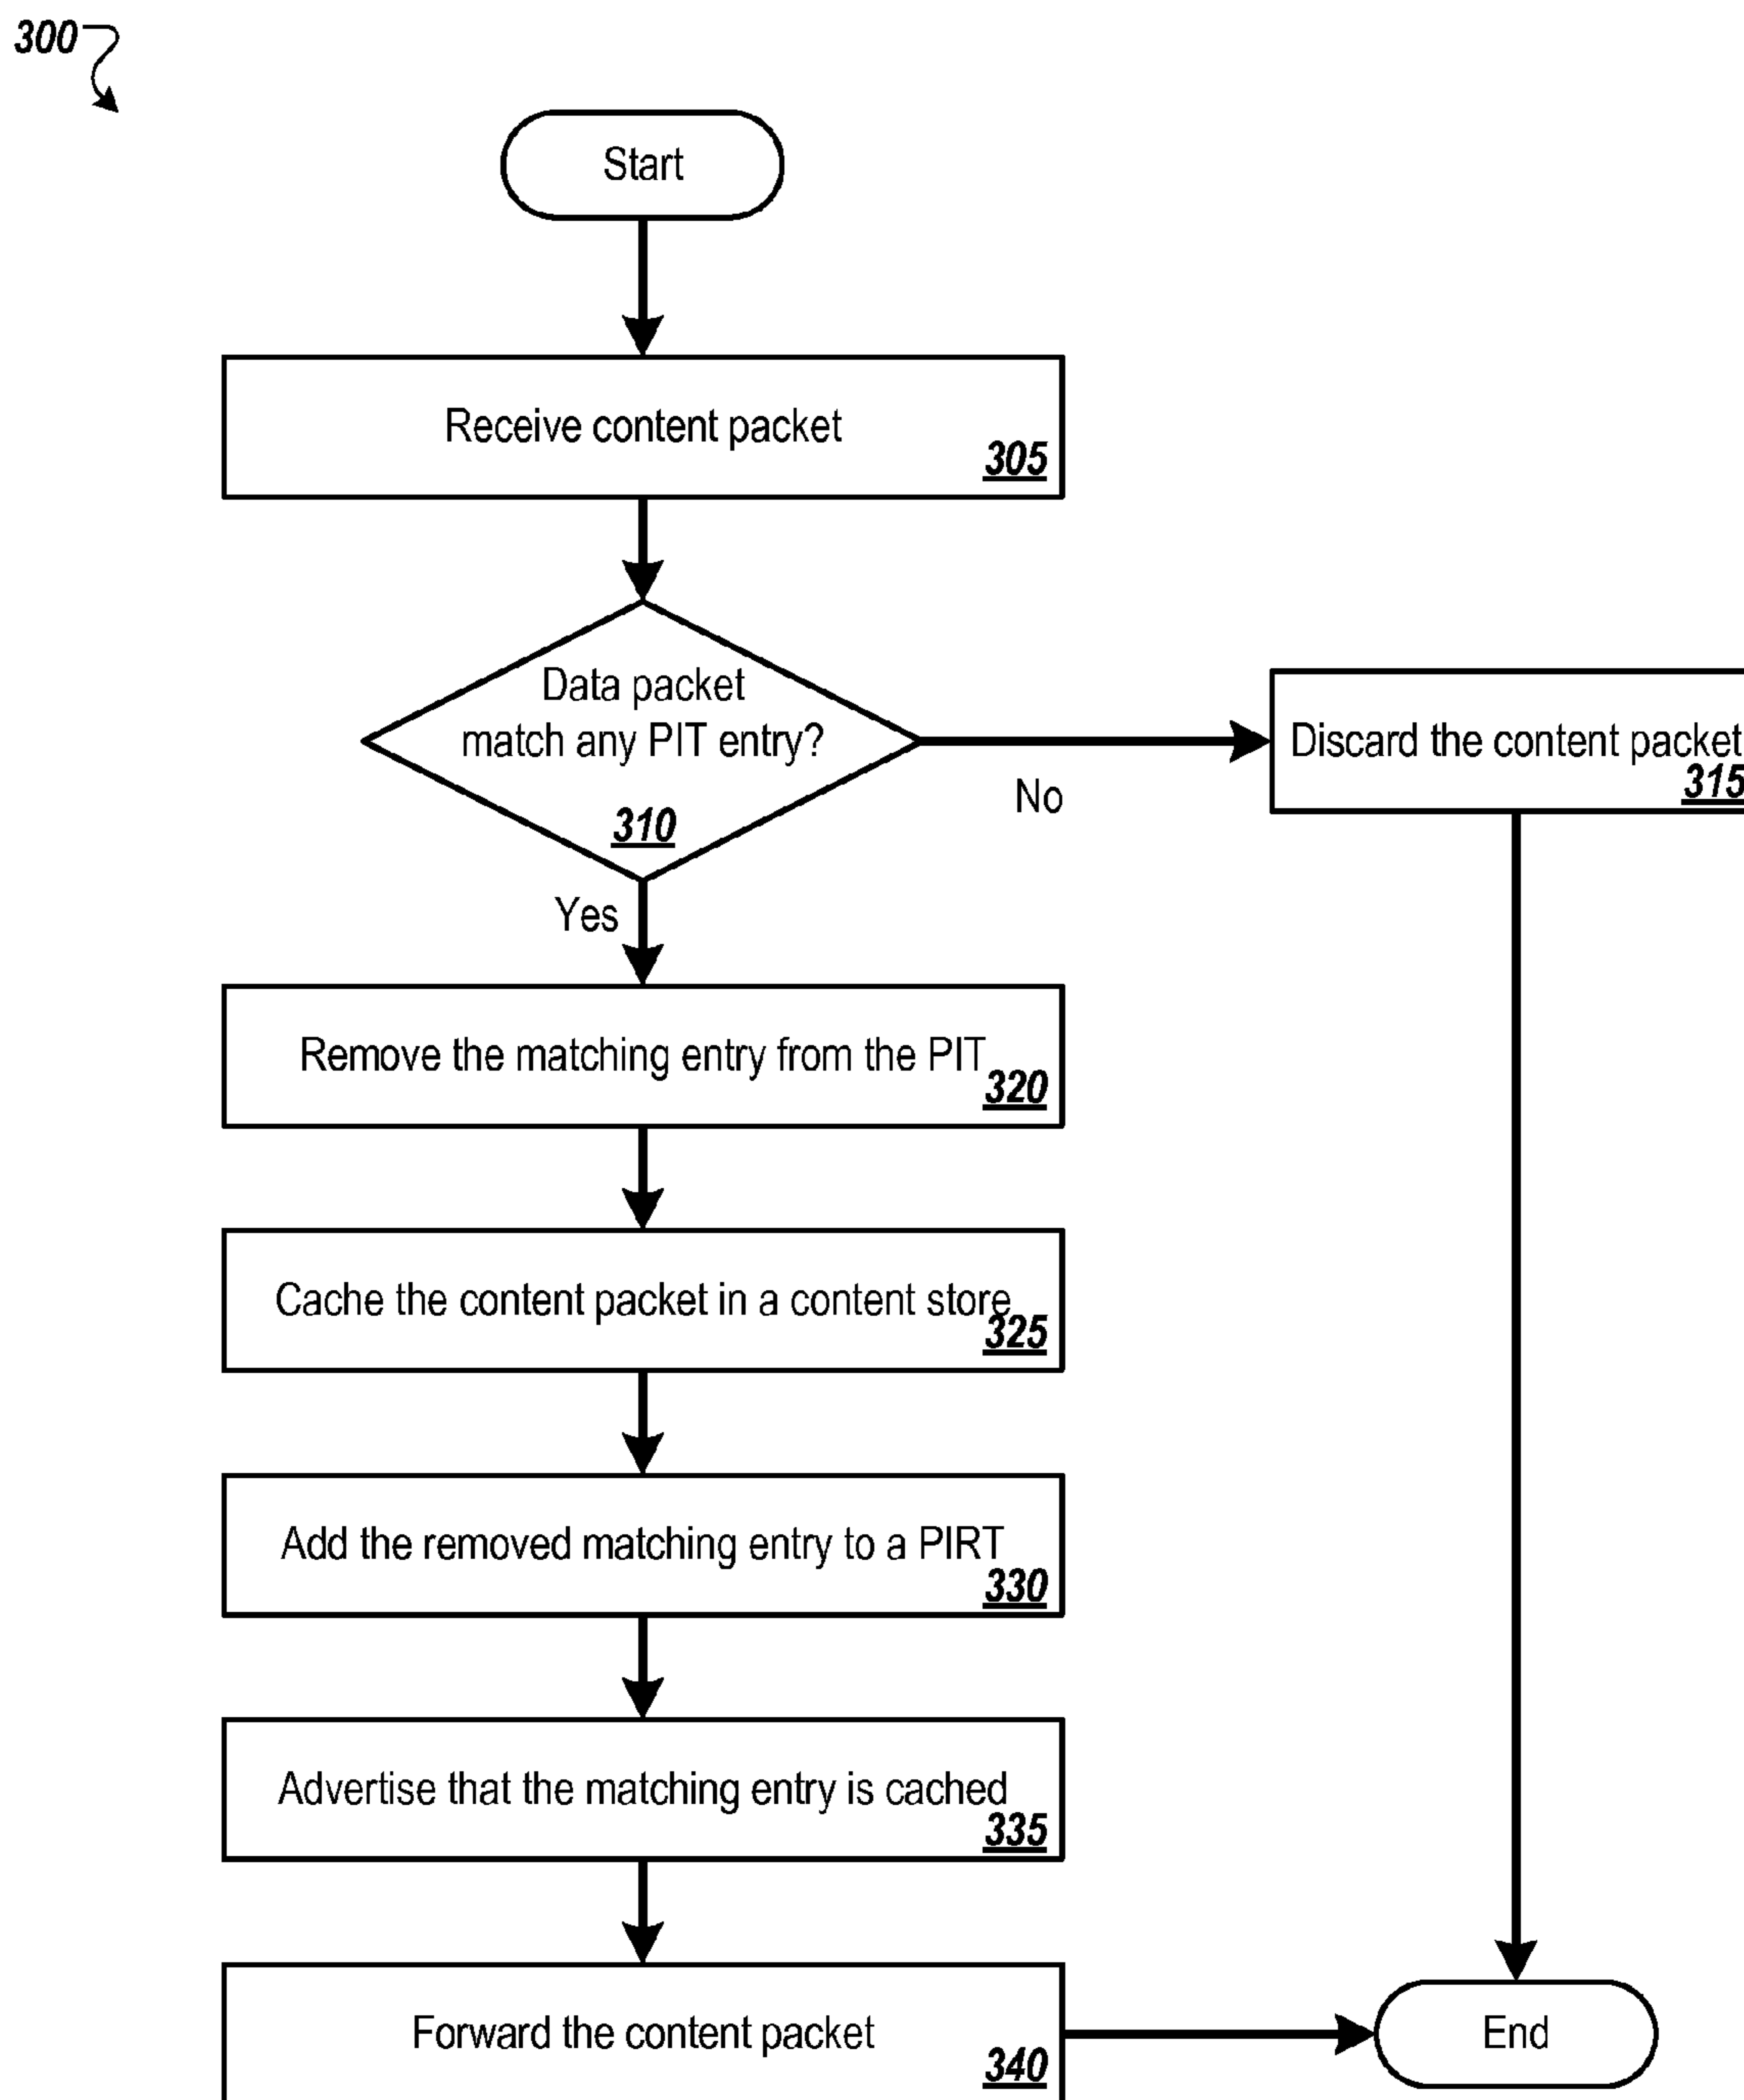 300
Start
Receive content packet
305
Data packet
match any PIT entry?
310
No
Discard the content packet
315
Yes
Remove the matching entry from the PIT
320
Cache the content packet in a content store
325
Add the removed matching entry to a PIRT
330
Advertise that the matching entry is cached
335
Forward the content packet
340
End